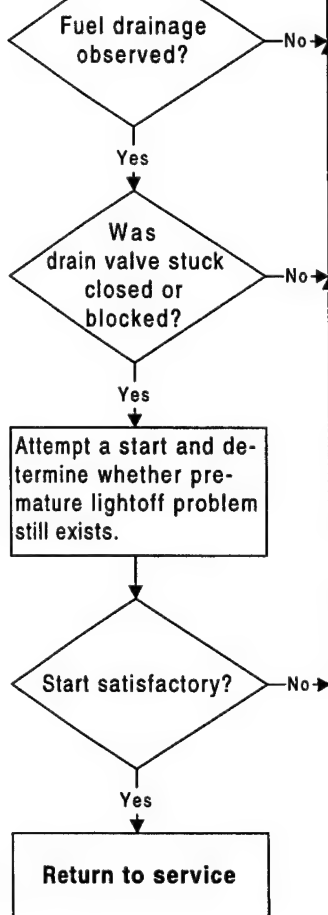 Fuel drainage
observed?
No
Yes
Was
drain valve stuck
closed or
blocked?
No
Yes
Attempt a start and de-
termine whether pre-
mature lightoff problem
still exists.
Start satisfactory?
No
Yes
Return to service